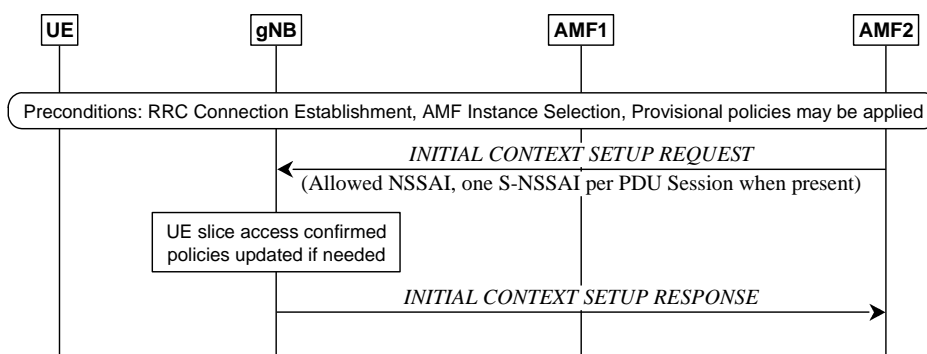 UE gNB AMF1 AMF2
Preconditions: RRC Connection Establishment, AMF Instance Selection, Provisional policies may be applied
INITIAL CONTEXT SETUP REQUEST
(Allowed NSSAI, one S-NSSAI per PDU Session when present)
UE slice access confirmed
policies updated if needed
INITIAL CONTEXT SETUP RESPONSE